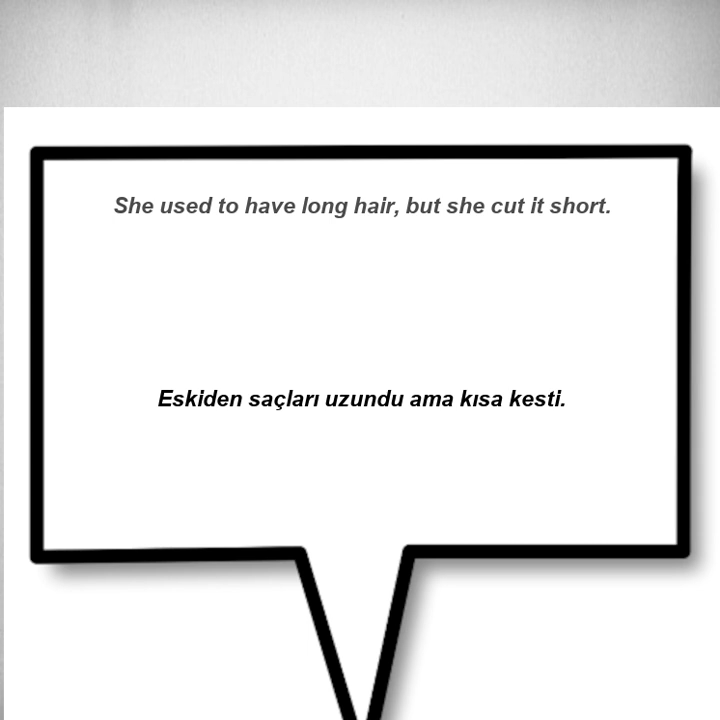 She used to have long hair, but she cut it short.
Eskiden saçları uzundu ama kısa kesti.